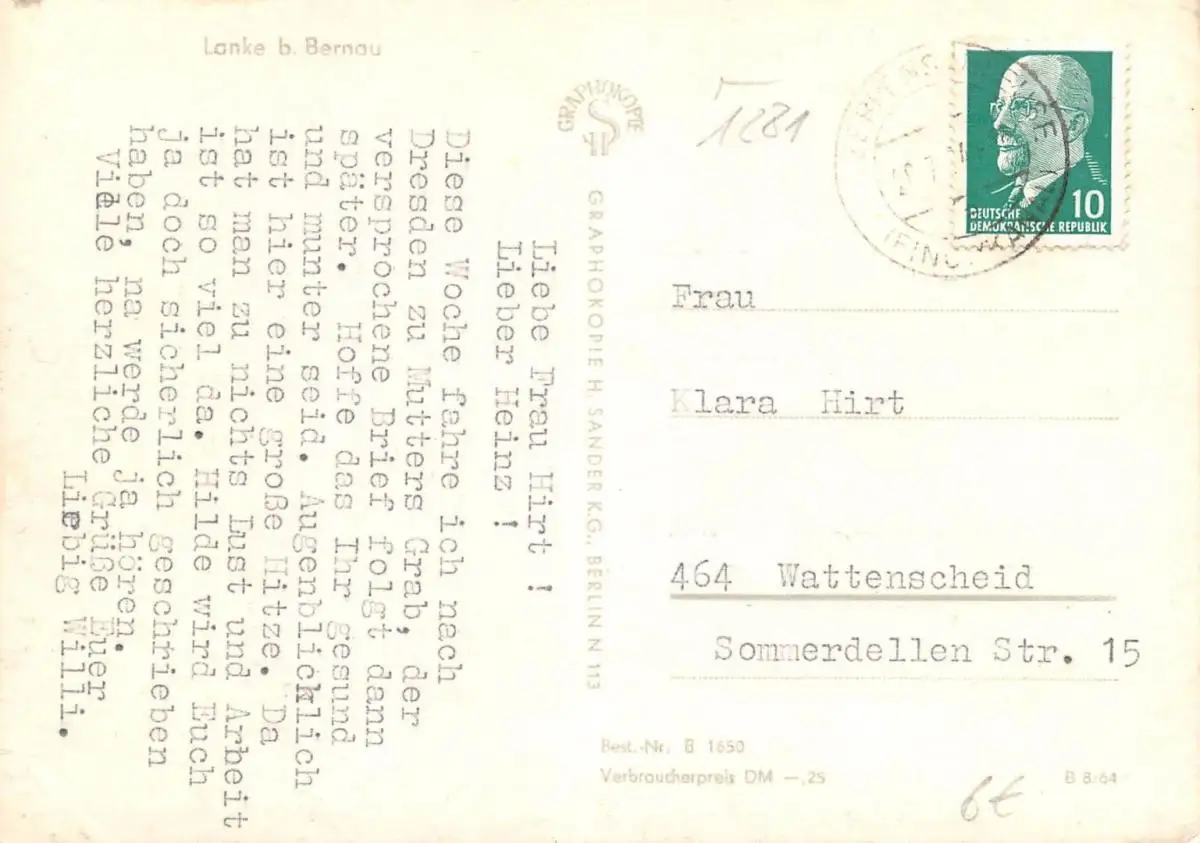 Lanke b. Bernau
Liebe Frau Hirt !
Lieber Heinz !
Diese Woche fahre ich nach
Dresden zu Mutters Grab, der
versprochene Brief folgt dann
später. Hoffe das Ihr gesund
und munter seid. Augenblicklich
ist hier eine große Hitze. Da
hat man zu nichts Lust und Arbeit
ist so viel da. Hilde wird Euch
ja doch sicherlich geschrieben
haben, na werde ja hören.
Viele herzliche Grüße Euer
Liebig Willi.
GRAPHOKOPIE
GRAPHOKOPIE H. SANDER K.G., BERLIN N 113
1281
DEUTSCHE
DEMOKRATISCHE REPUBLIK
10
Frau
Klara Hirt
464 Wattenscheid
Sommerdellen Str. 15
Best.-Nr. B 1650
Verbraucherpreis DM —,25
B 8/64
6€